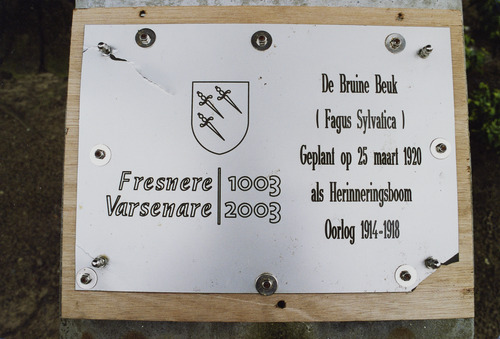 Fresnere 1003
Varsenare 2003
De Bruine Beuk
( Fagus Sylvatica )
Geplant op 25 maart 1920
als Herinneringsboom
Oorlog 1914-1918